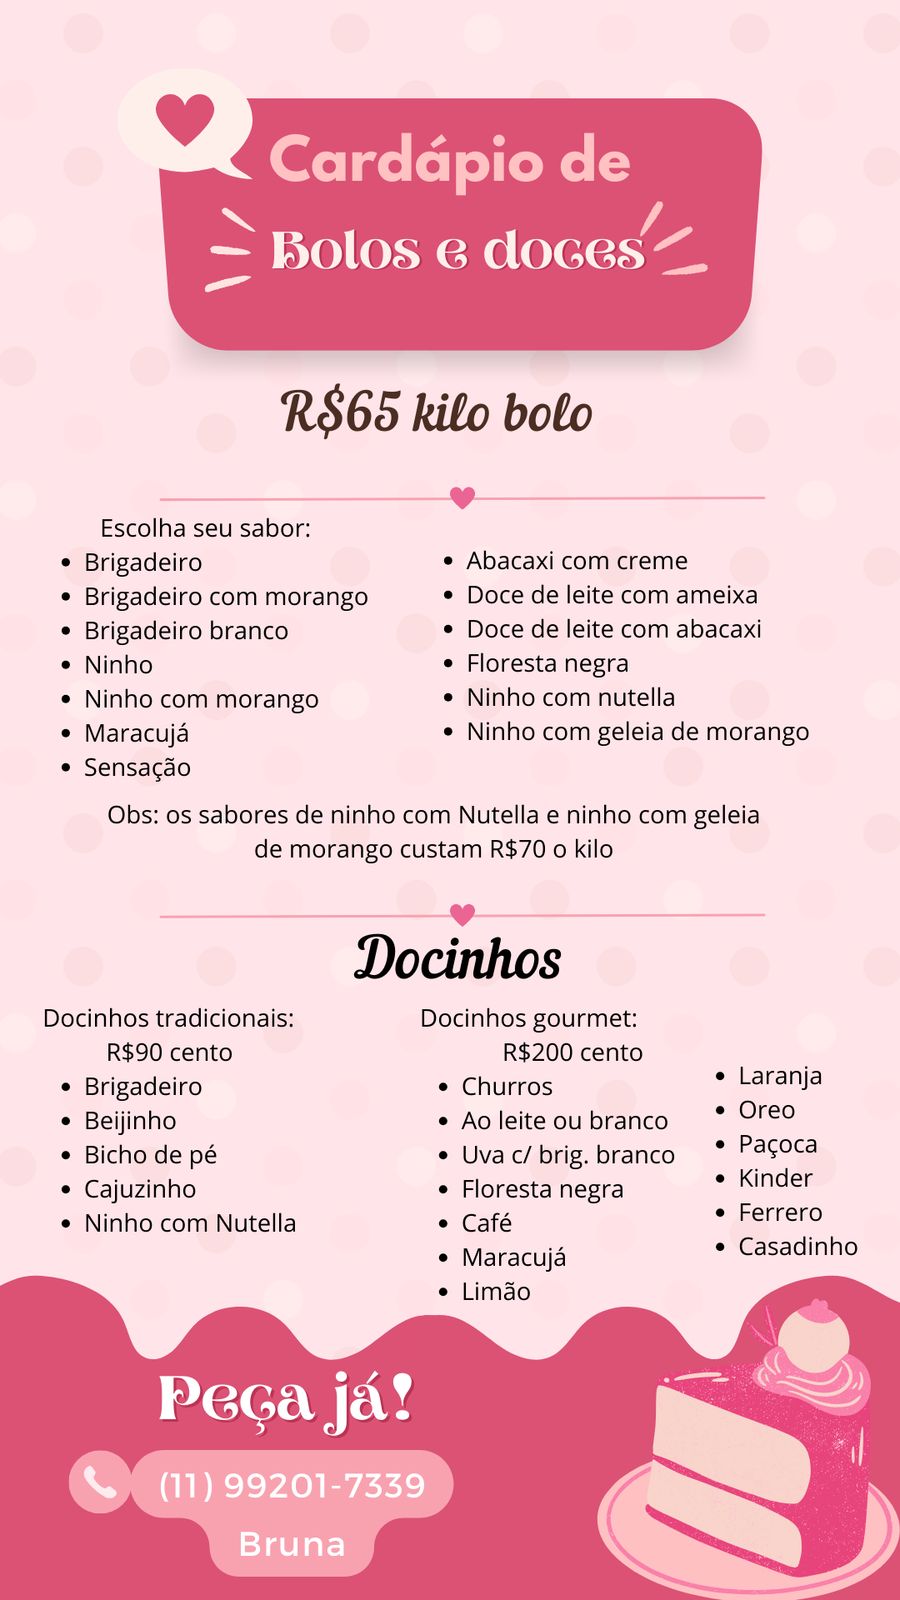 Cardápio de
Bolos e doces
R$65 kilo bolo
Escolha seu sabor:
• Brigadeiro
• Brigadeiro com morango
• Brigadeiro branco
• Ninho
• Ninho com morango
• Maracujá
• Sensação
• Abacaxi com creme
• Doce de leite com ameixa
• Doce de leite com abacaxi
• Floresta negra
• Ninho com nutella
• Ninho com geleia de morango
Obs: os sabores de ninho com Nutella e ninho com geleia
de morango custam R$70 o kilo
Docinhos
Docinhos tradicionais:
R$90 cento
• Brigadeiro
• Beijinho
• Bicho de pé
• Cajuzinho
• Ninho com Nutella
Docinhos gourmet:
R$200 cento
• Churros
• Ao leite ou branco
• Uva c/ brig. branco
• Floresta negra
• Café
• Maracujá
• Limão
• Laranja
• Oreo
• Paçoca
• Kinder
• Ferrero
• Casadinho
Peça já!
(11) 99201-7339
Bruna